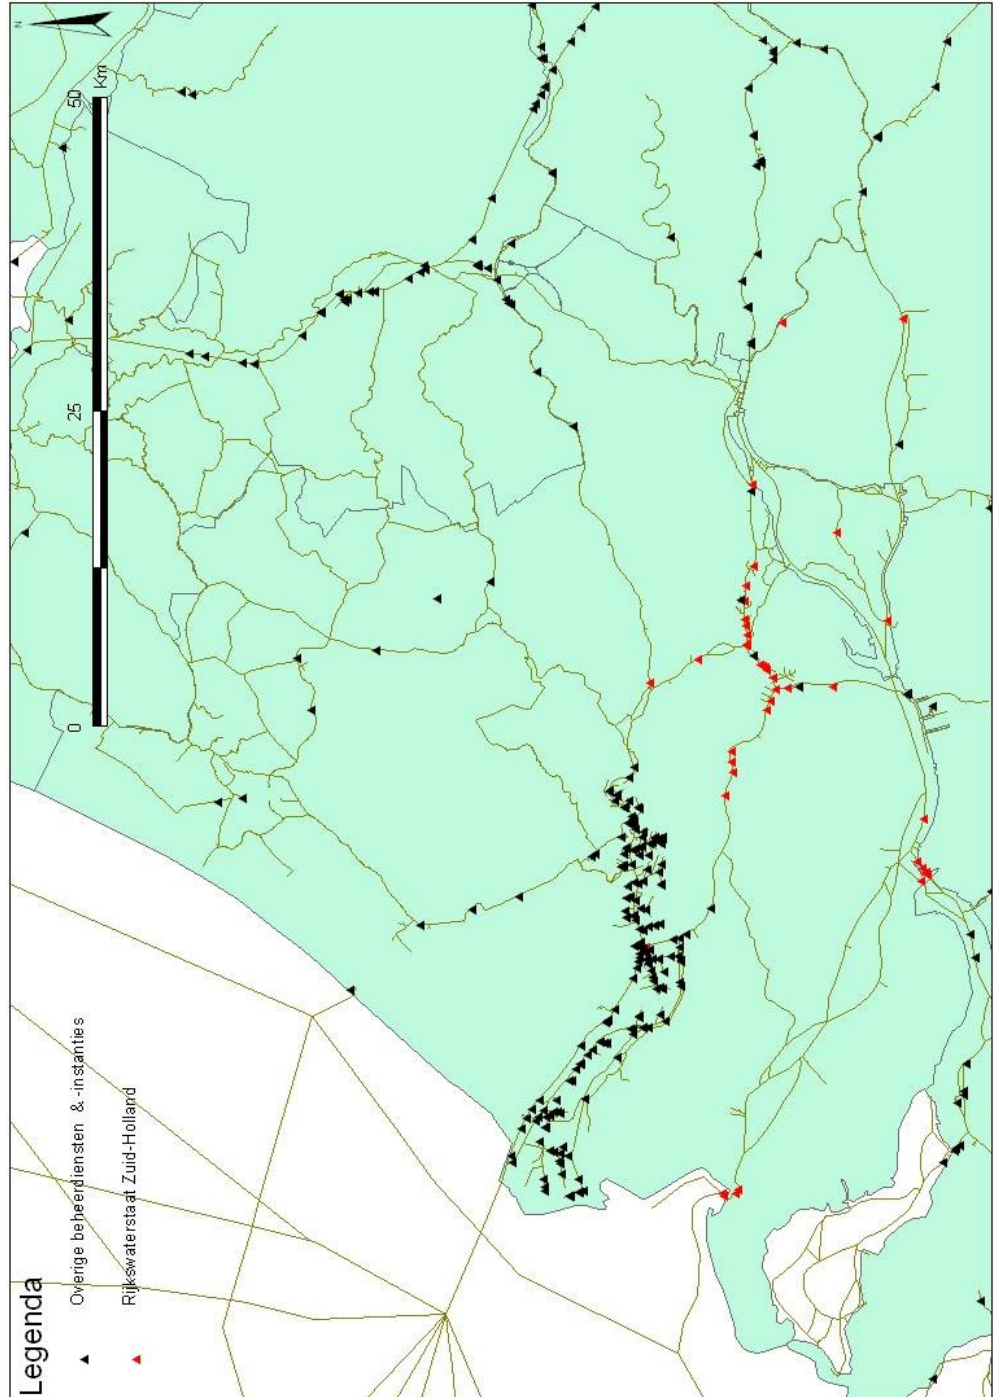 Legenda
Overige beheerdiensten & -instanties
Rijkswaterstaat Zuid-Holland
0 25 50
Km
N